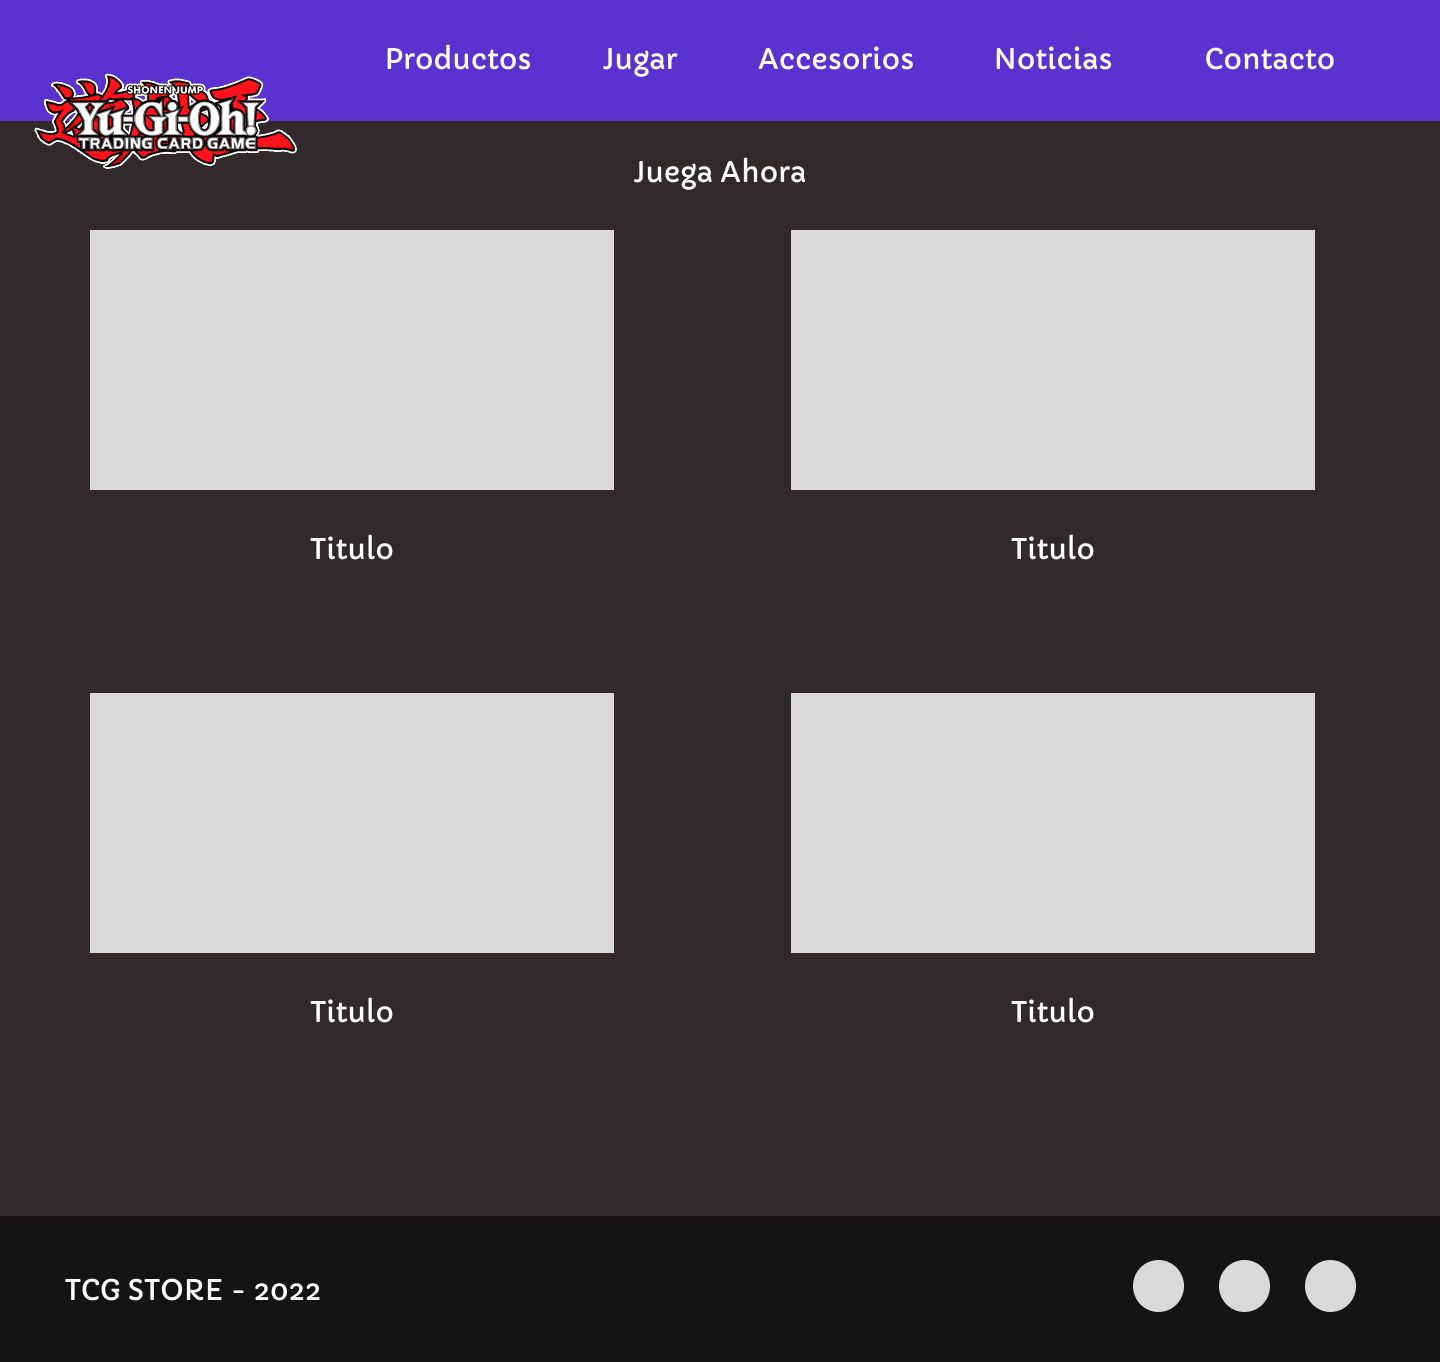 Productos Jugar Accesorios Noticias Contacto
SHONEN JUMP
Yu-Gi-Oh!
TRADING CARD GAME
Juega Ahora
Titulo Titulo
Titulo Titulo
TCG STORE - 2022